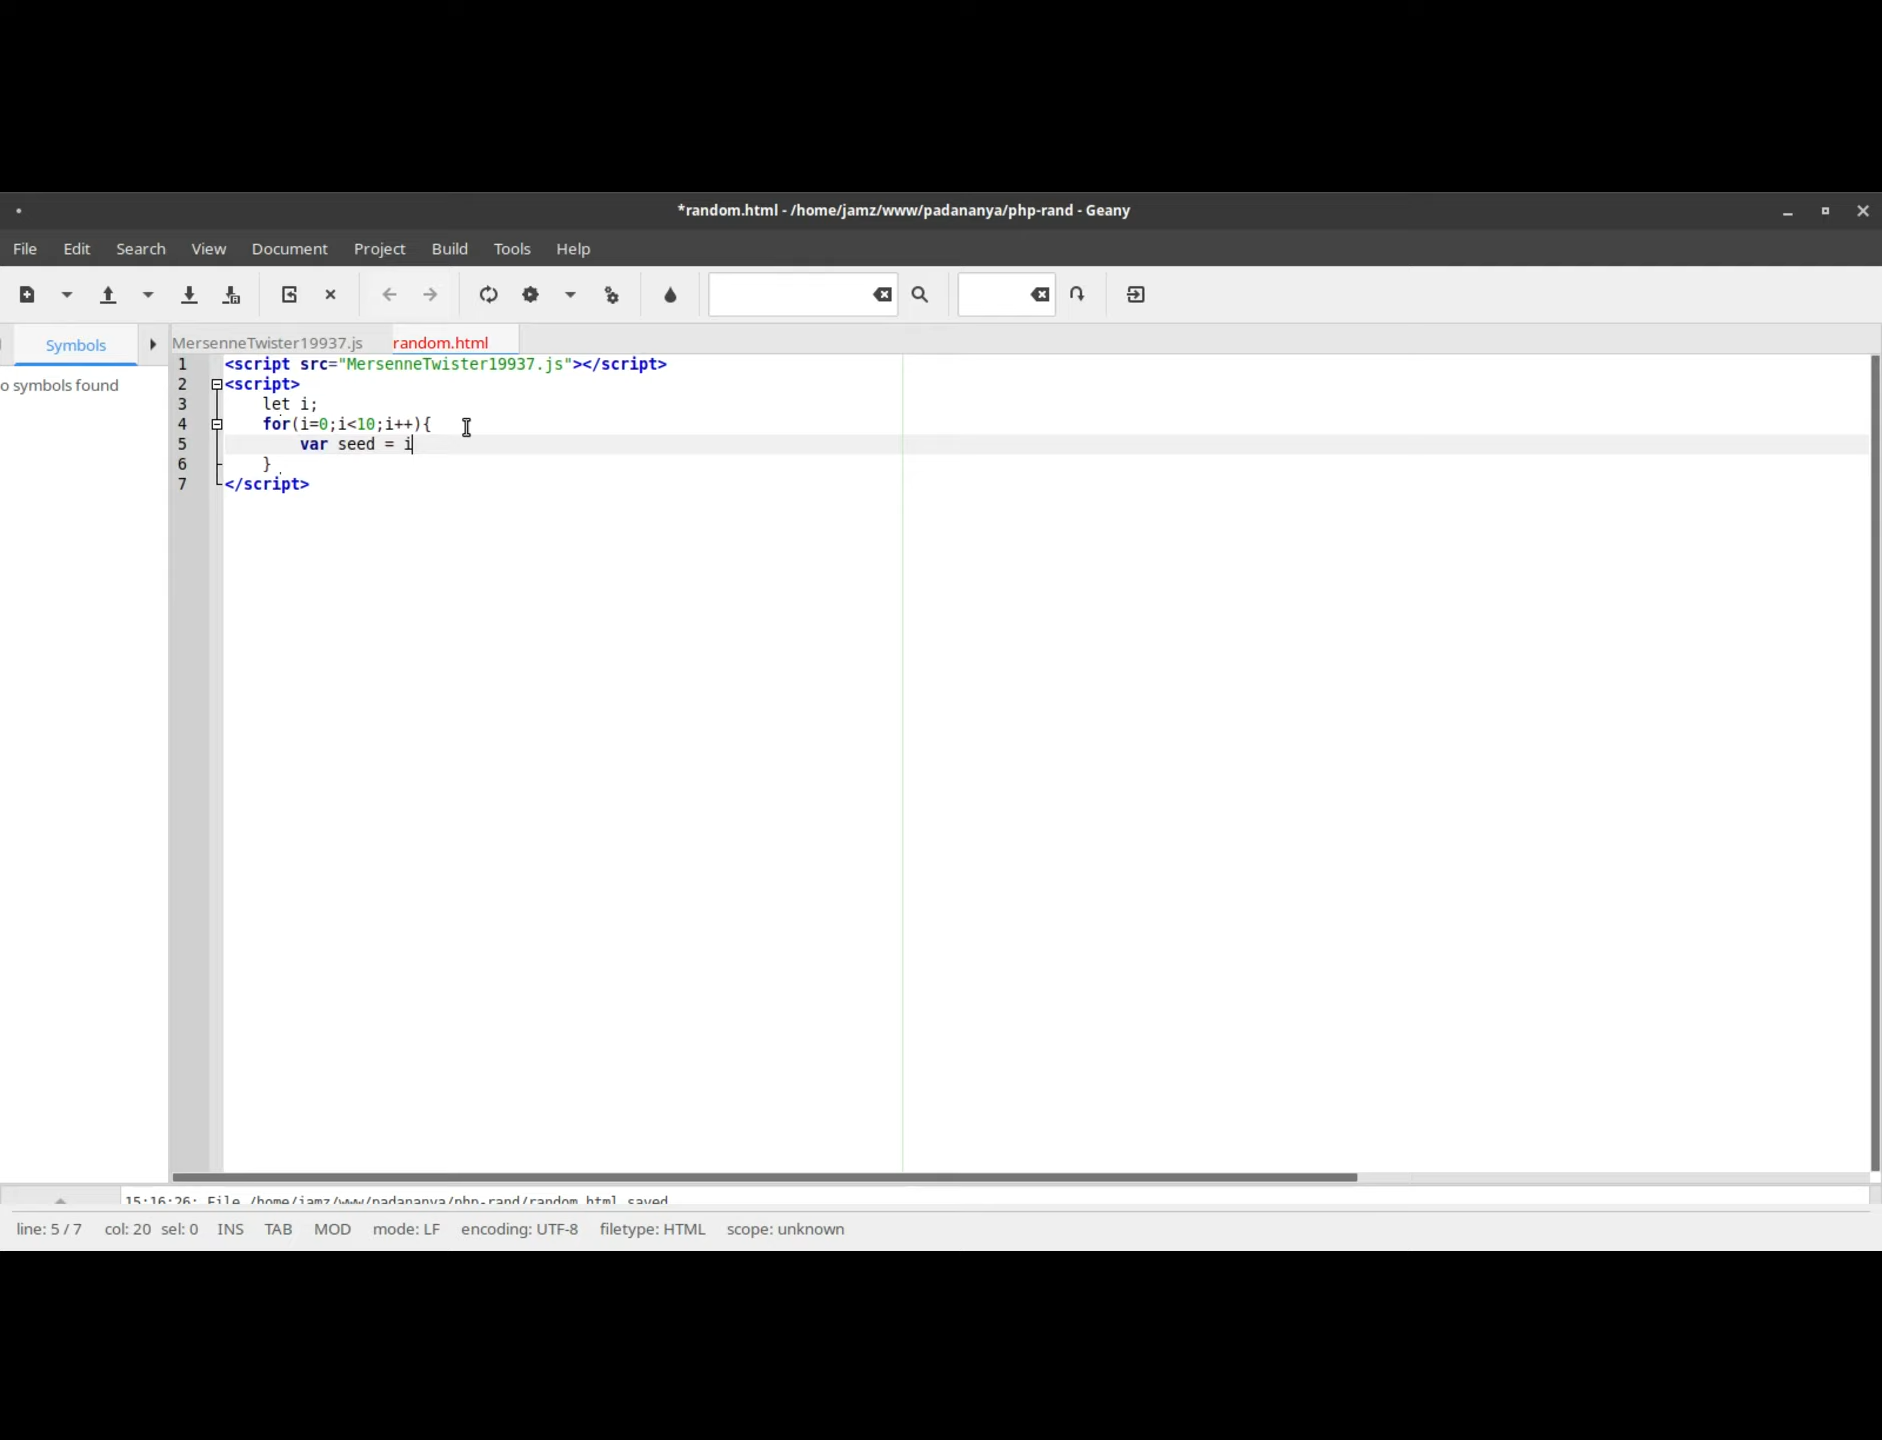 *random.html - /home/jamz/www/padananya/php-rand - Geany
File Edit Search View Document Project Build Tools Help
Symbols MersenneTwister19937.js random.html
o symbols found
1 <script src="MersenneTwister19937.js"></script>
2 <script>
3 let i;
4 for(i=0;i<10;i++){
5 var seed = i
6 }
7 </script>
15:16:26: File /home/jamz/www/padananya/php-rand/random.html saved
line: 5 / 7 col: 20 sel: 0 INS TAB MOD mode: LF encoding: UTF-8 filetype: HTML scope: unknown